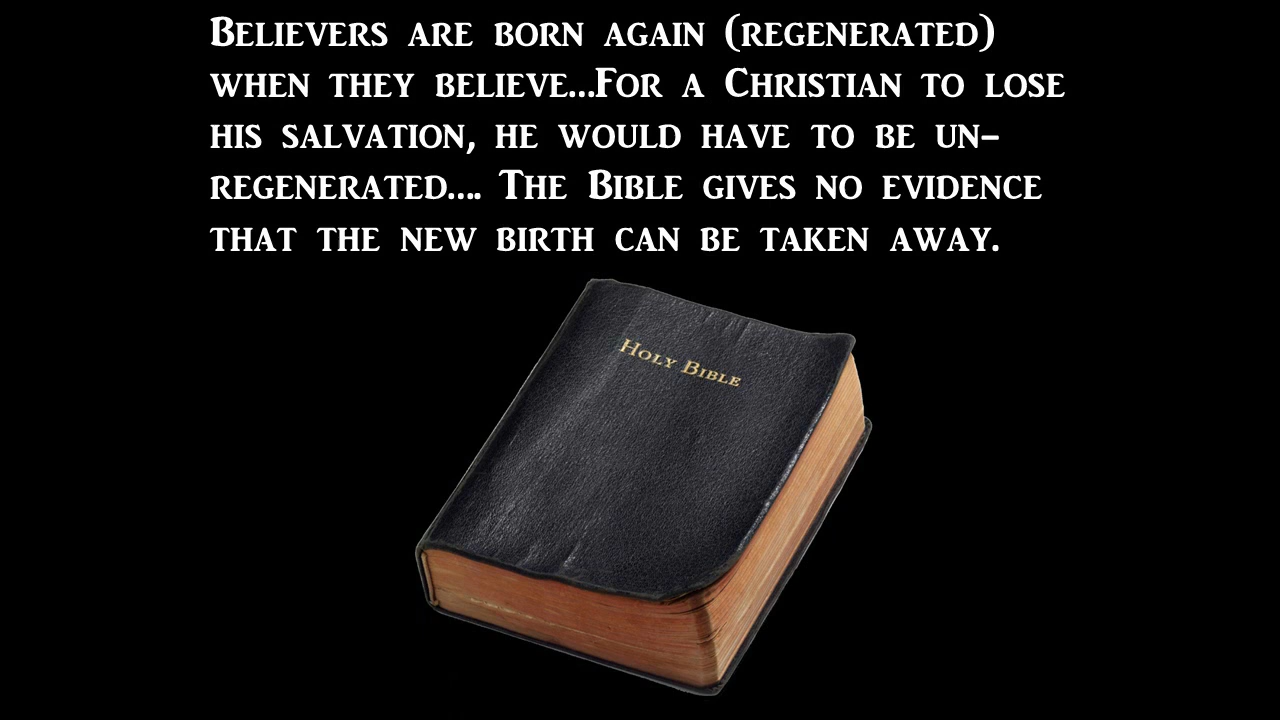 Believers are born again (regenerated)
when they believe...For a Christian to lose
his salvation, he would have to be un-
regenerated.... The Bible gives no evidence
that the new birth can be taken away.
Holy Bible